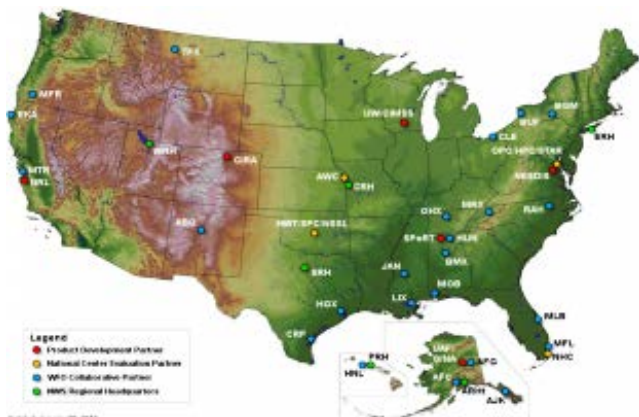 TFX
MFR
EKA
MTR
NRL
WRH
CIRA
ABQ
UW/CIMSS
AWC
CRH
HWT/SPC/NSSL
SRH
HGX
CRP
OHX
MRX
SPoRT
HUN
BMX
JAN
MOB
LIX
CLE
BUF
BGM
ERH
OPC/HPC/STAR
NESDIS
RAH
MLB
MFL
NHC
PRH
HNL
UAF/
GINA
AFG
AFC
ARH
AJK
Legend
Product Development Partner
National Center Evaluation Partner
WFO Collaborative Partner
NWS Regional Headquarters